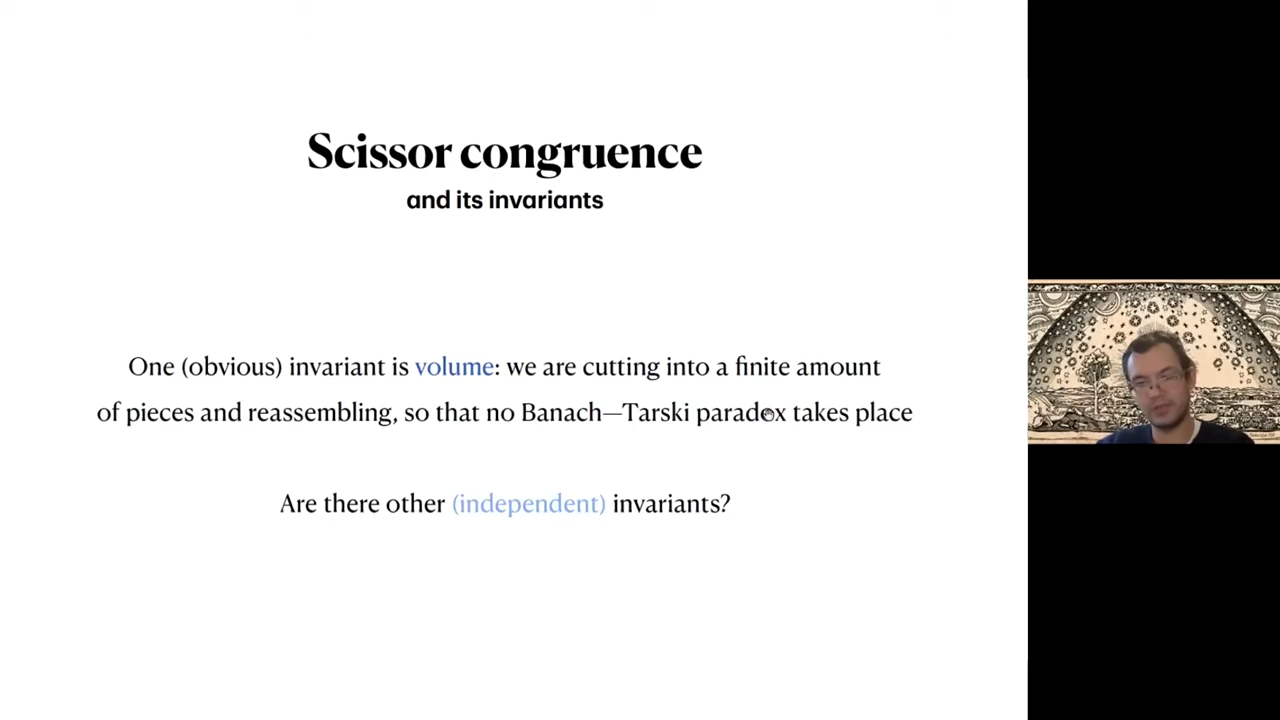 Scissor congruence
and its invariants
One (obvious) invariant is volume: we are cutting into a finite amount
of pieces and reassembling, so that no Banach—Tarski paradox takes place
Are there other (independent) invariants?